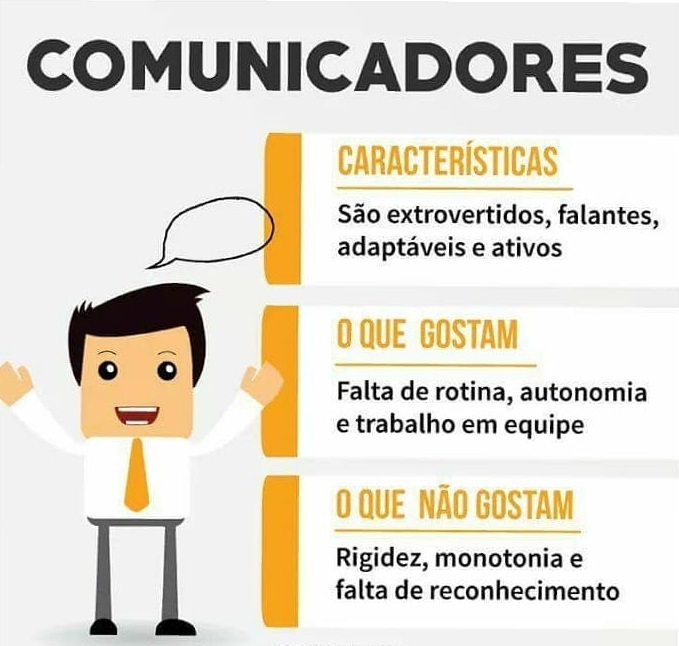 COMUNICADORES
CARACTERÍSTICAS
São extrovertidos, falantes,
adaptáveis e ativos
O QUE GOSTAM
Falta de rotina, autonomia
e trabalho em equipe
O QUE NÃO GOSTAM
Rigidez, monotonia e
falta de reconhecimento